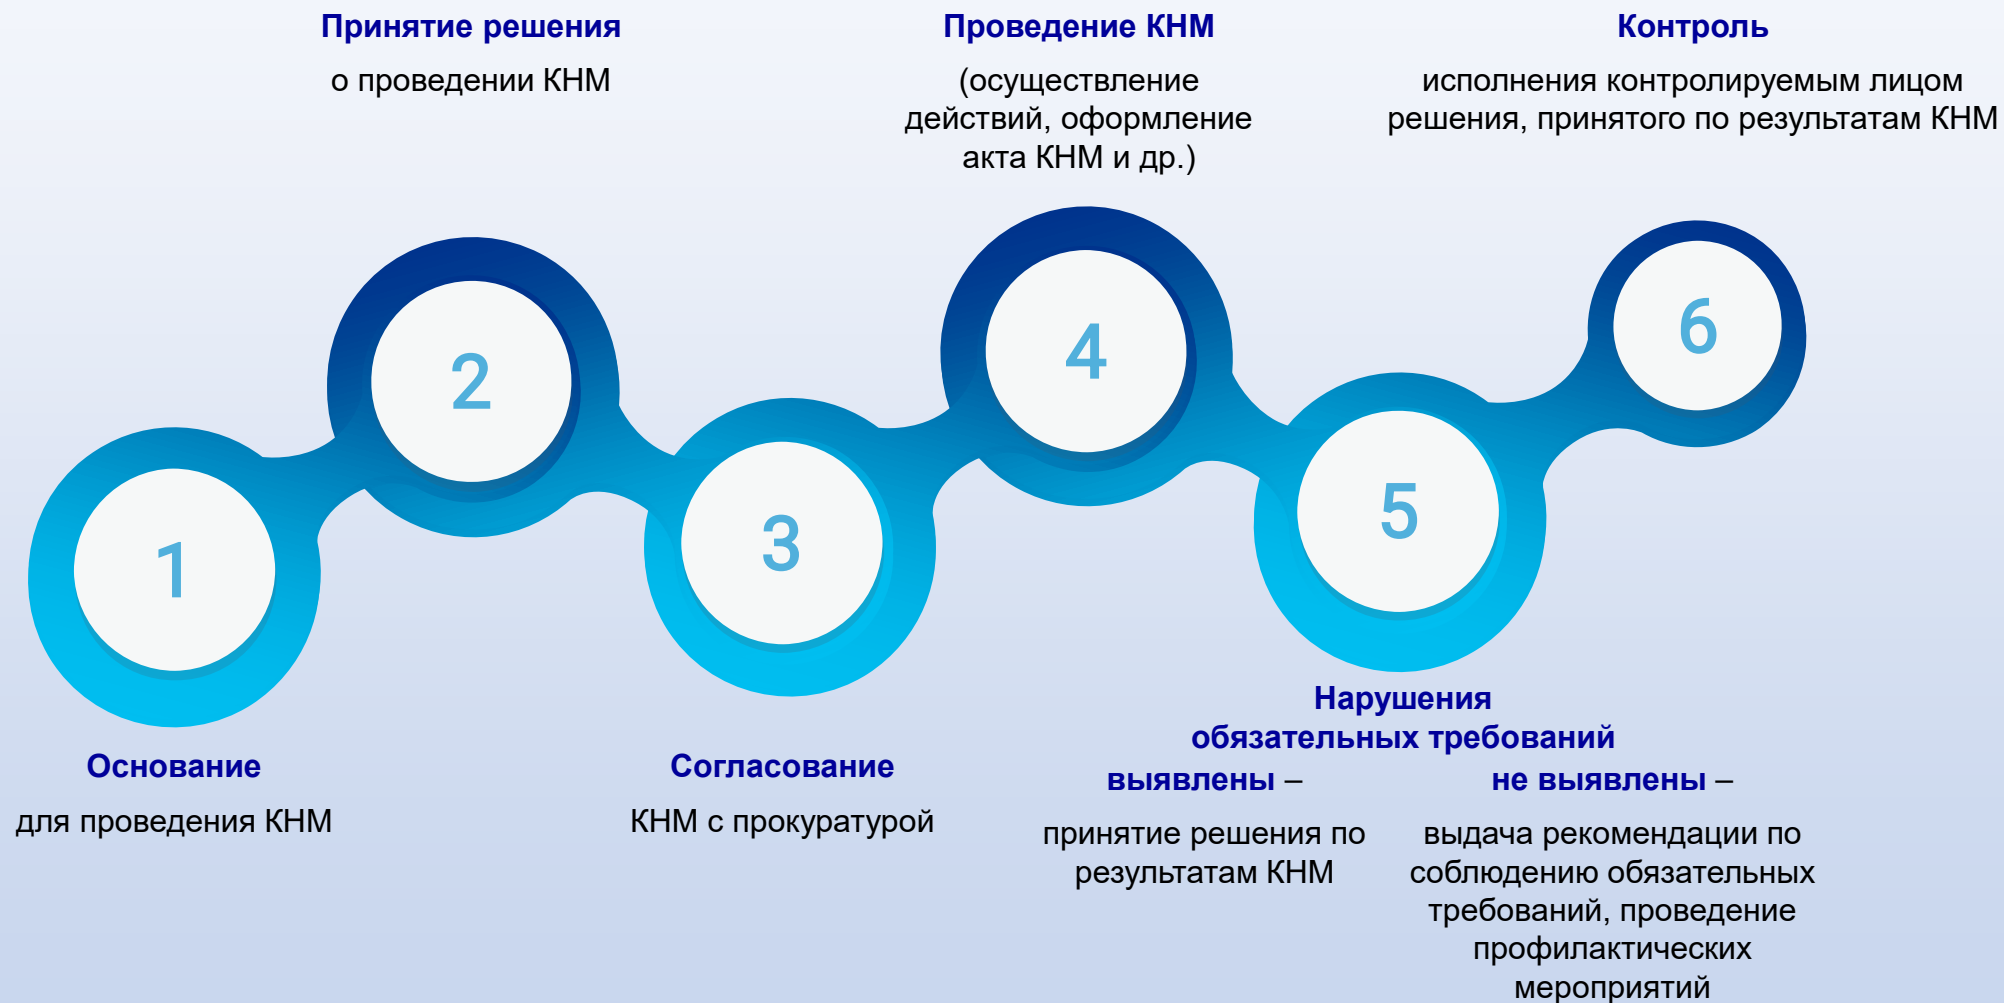 Принятие решения
о проведении КНМ
Проведение КНМ
(осуществление
действий, оформление
акта КНМ и др.)
Контроль
исполнения контролируемым лицом
решения, принятого по результатам КНМ
1
2
3
4
5
6
Основание
для проведения КНМ
Согласование
КНМ с прокуратурой
Нарушения
обязательных требований
выявлены –
принятие решения по
результатам КНМ
не выявлены –
выдача рекомендации по
соблюдению обязательных
требований, проведение
профилактических
мероприятий